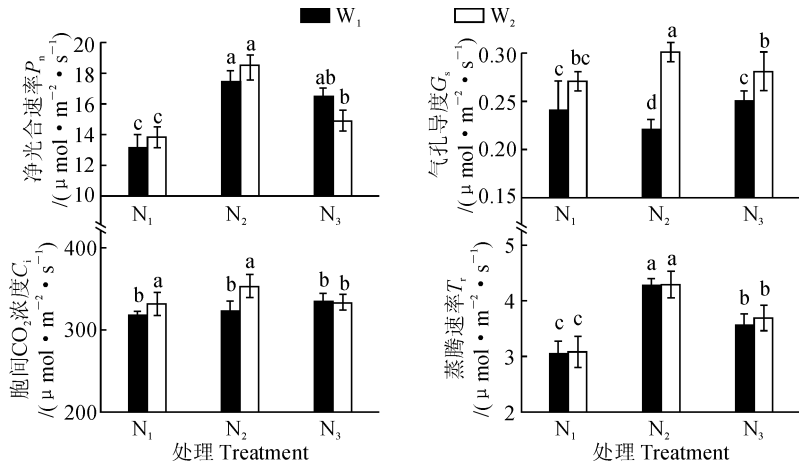 W₁ W₂
净光合速率Pₙ
/(μmol•m⁻²•s⁻¹)
20
18
16
14
12
10
c c a a ab b
N₁ N₂ N₃
气孔导度Gₛ
/(μmol•m⁻²•s⁻¹)
0.30
0.25
0.20
0.15
c bc d a c b
N₁ N₂ N₃
胞间CO₂浓度Cᵢ
/(μmol•m⁻²•s⁻¹)
400
300
200
b a b a b b
N₁ N₂ N₃
处理 Treatment
蒸腾速率Tᵣ
/(μmol•m⁻²•s⁻¹)
5
4
3
2
c c a a b b
N₁ N₂ N₃
处理 Treatment